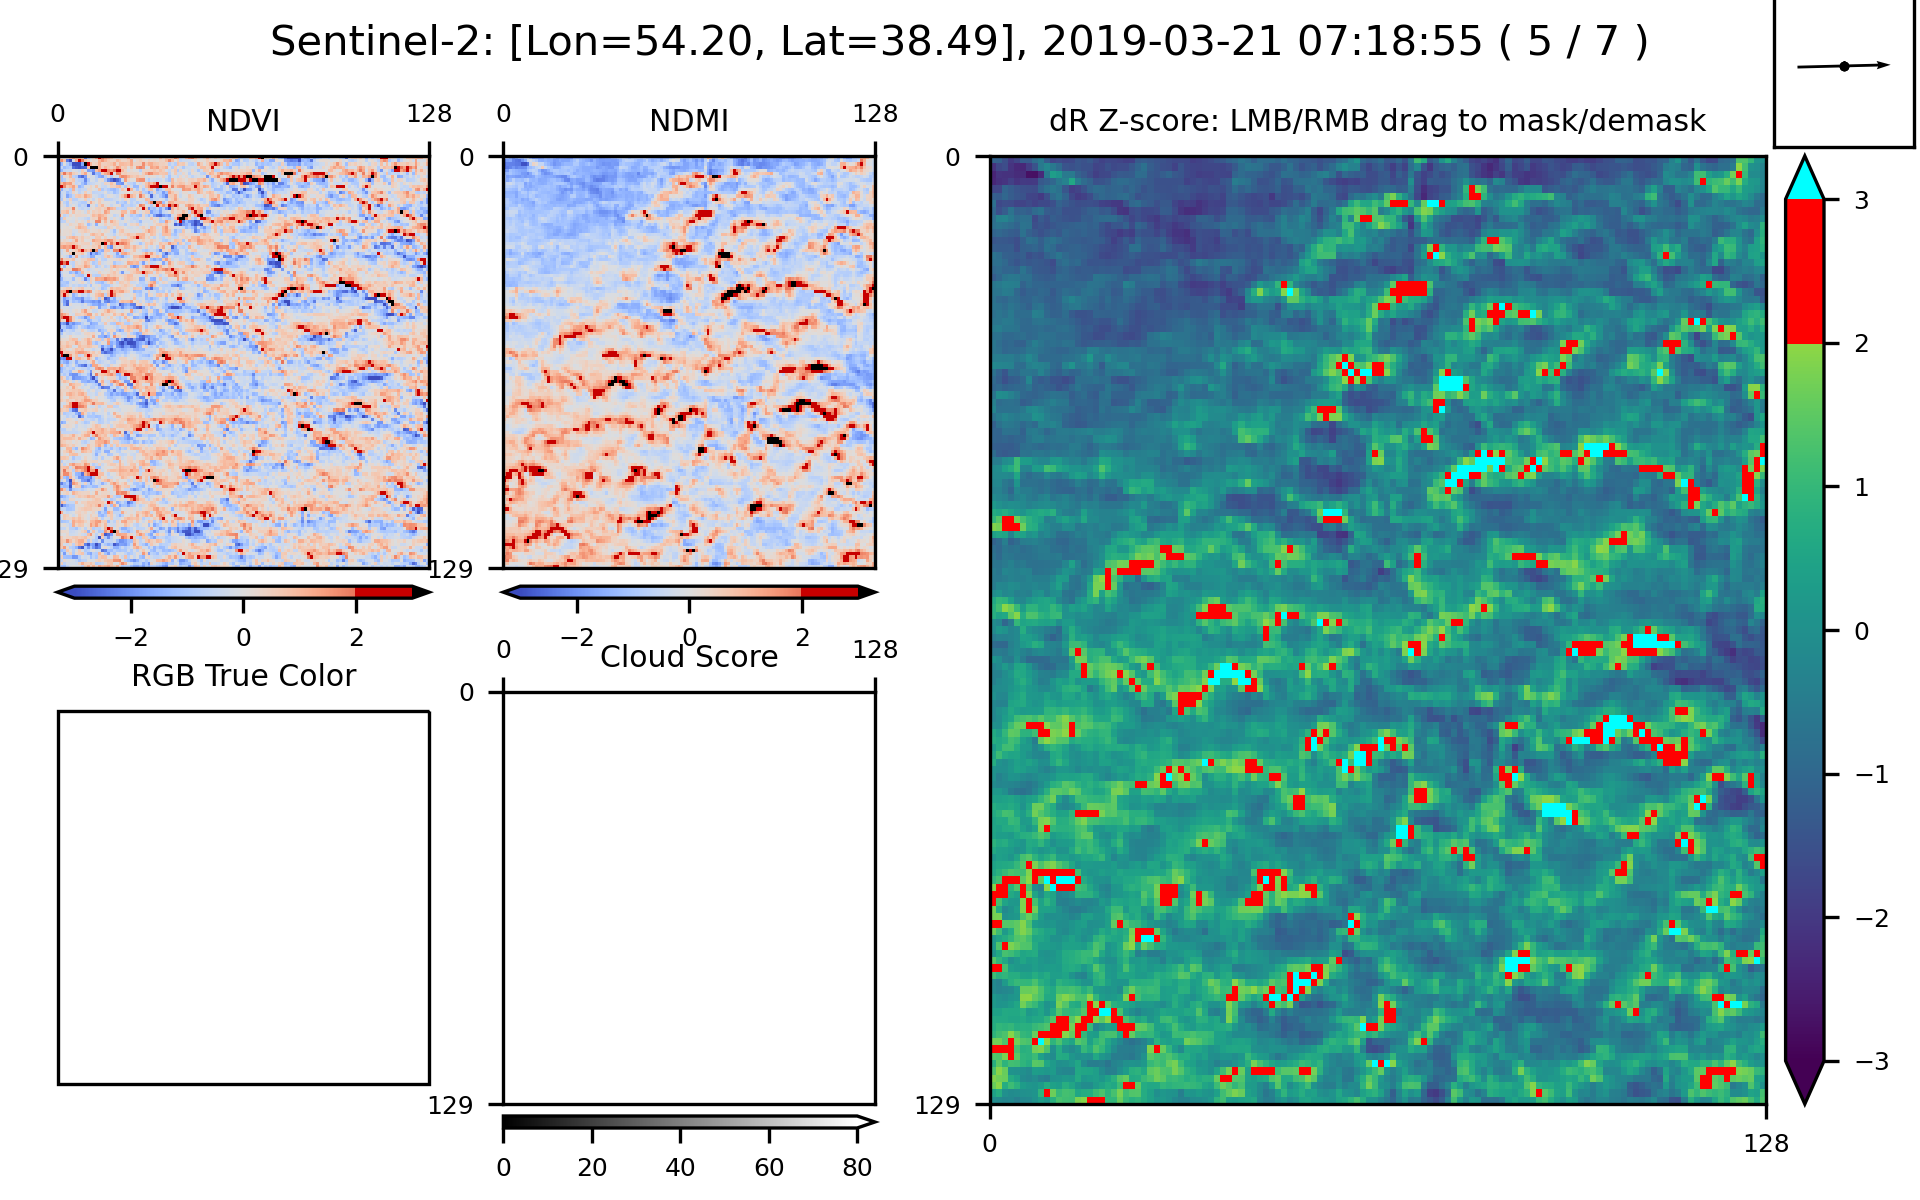 Sentinel-2: [Lon=54.20, Lat=38.49], 2019-03-21 07:18:55 ( 5 / 7 )
0 128 0 128
NDVI NDMI dR Z-score: LMB/RMB drag to mask/demask
0 0 0
3
2
1
0
−1
−2
−3
29 129
−2 0 2 −2 0 2
0 128
RGB True Color Cloud Score
0
129 129
0 128
0 20 40 60 80